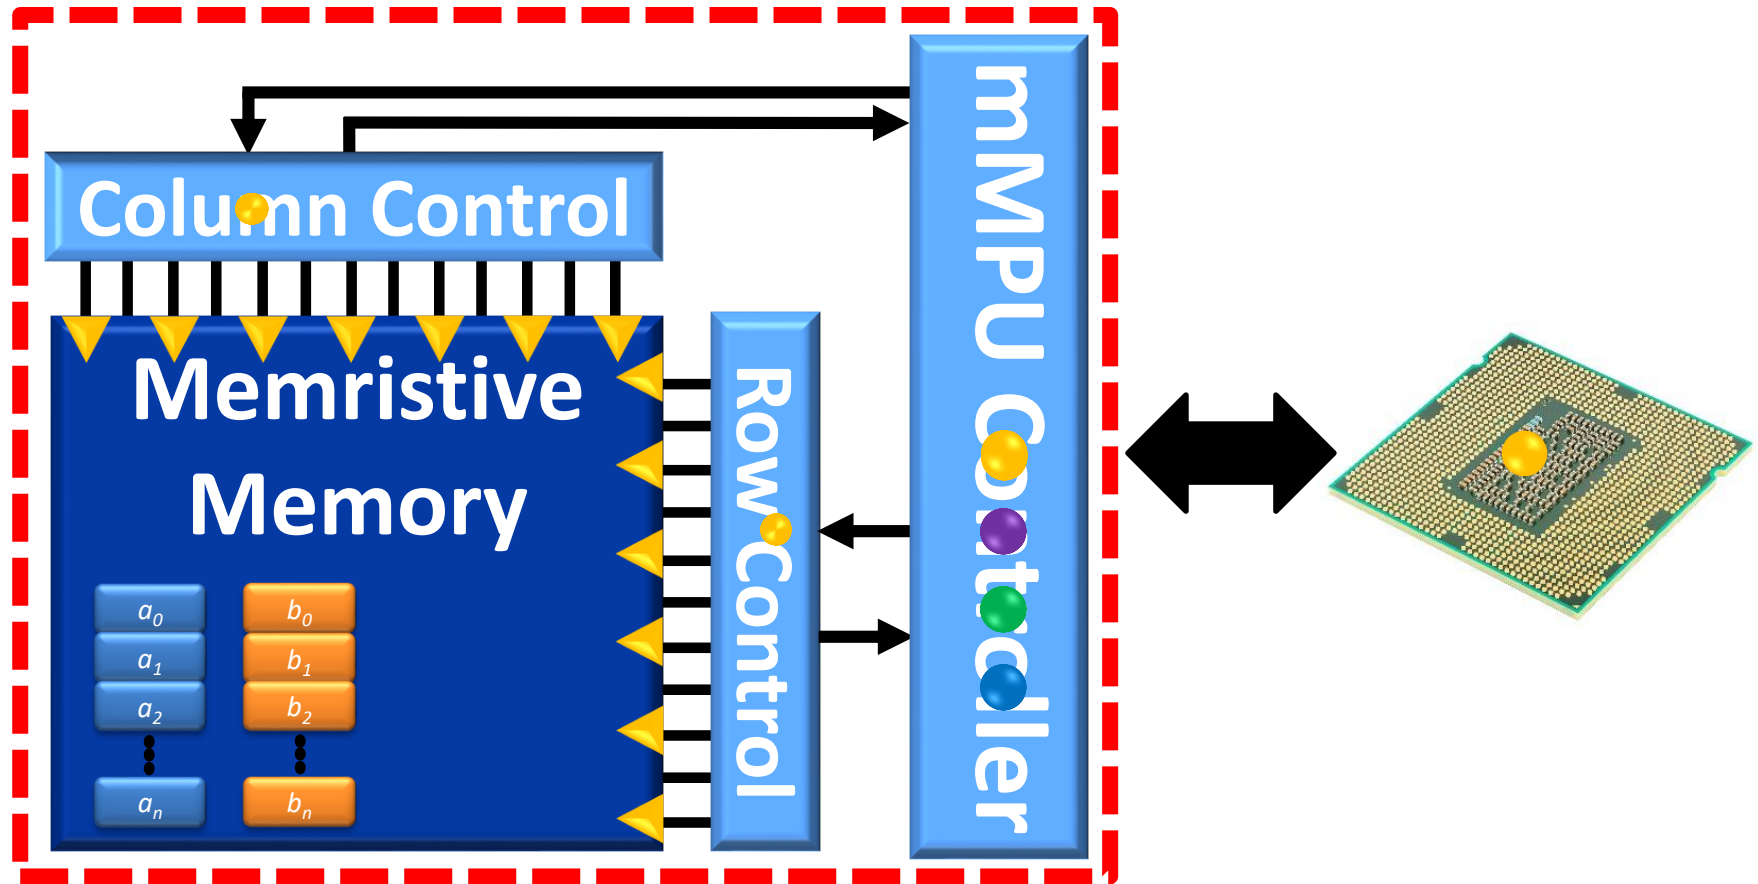 Column Control
mMPU Controller
Memristive
Memory
Row Control
a0
b0
a1
b1
a2
b2
an
bn